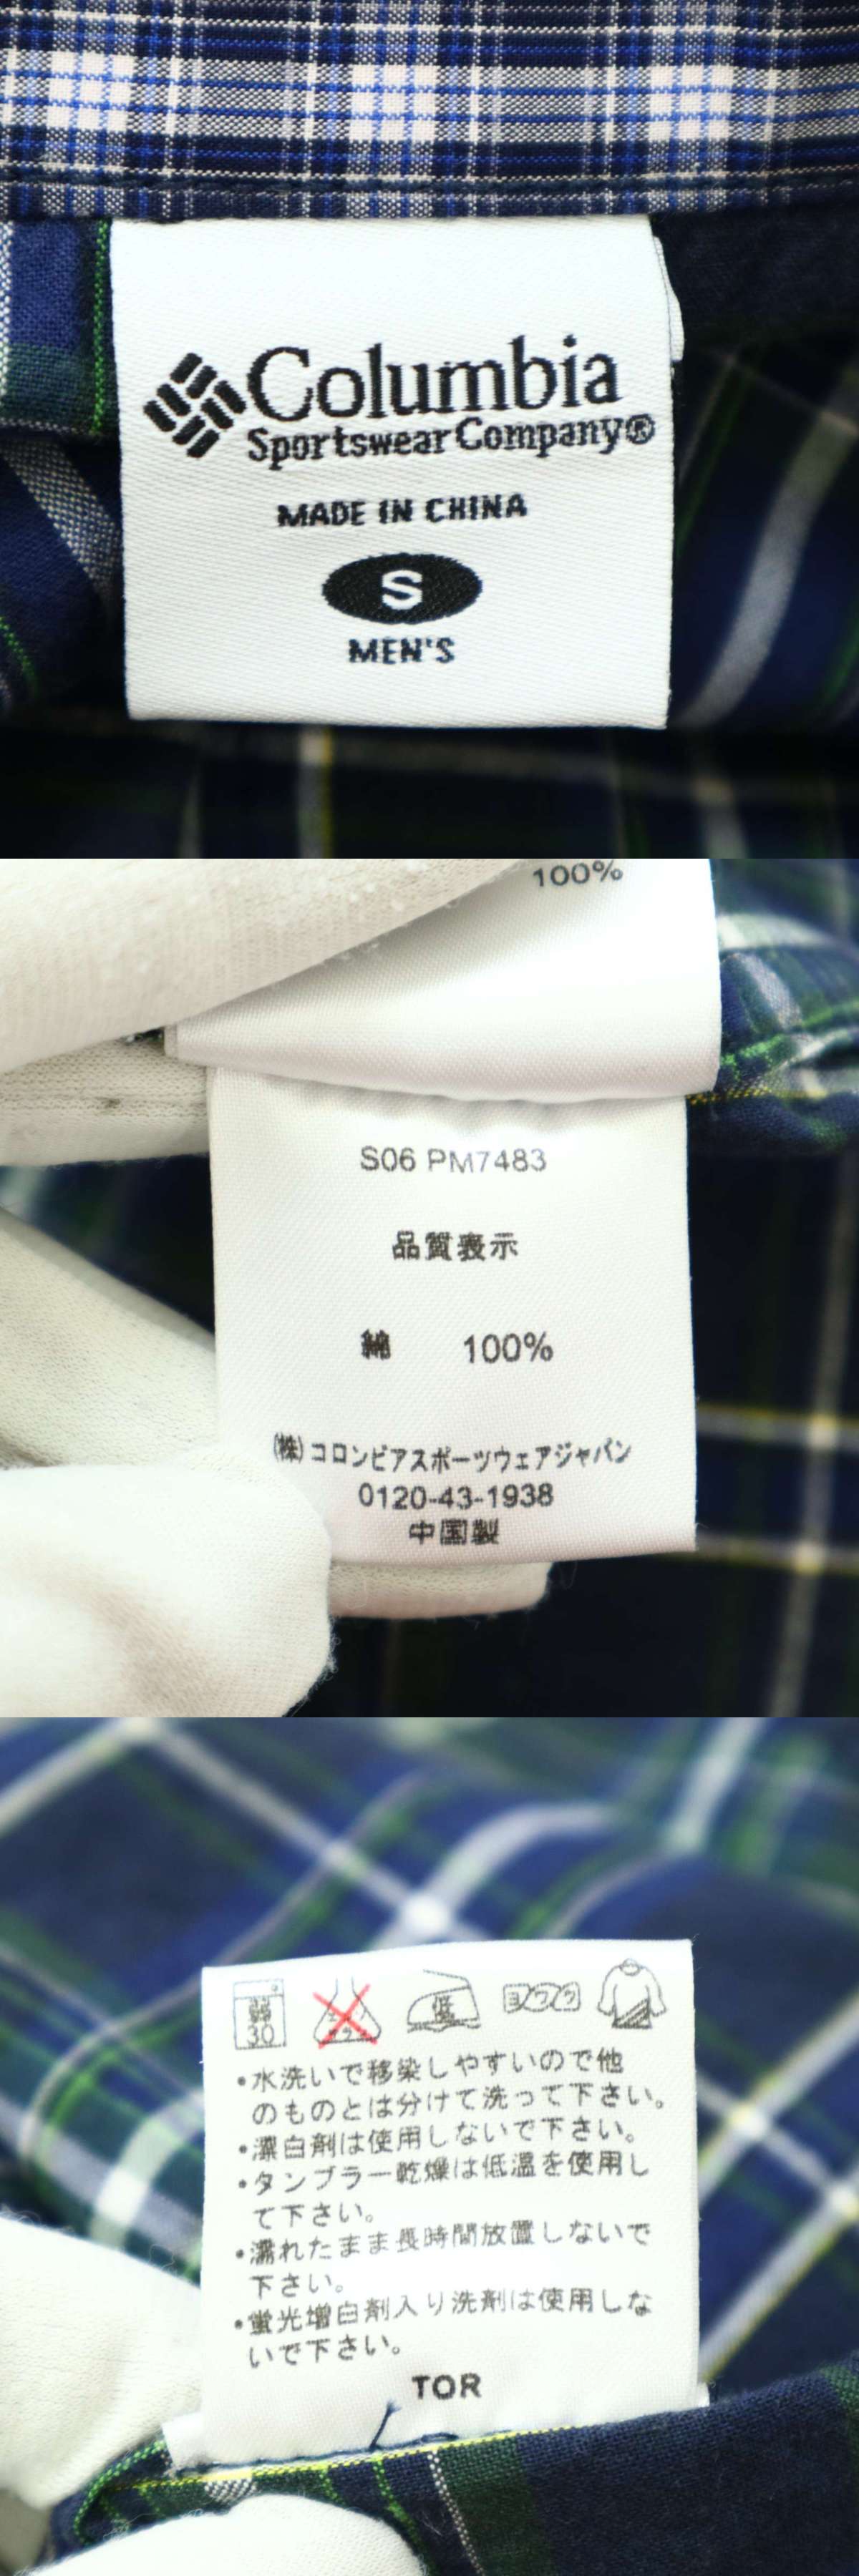 Columbia
Sportswear Company®
MADE IN CHINA
S
MEN'S
100%
S06 PM7483
品質表示
綿 100%
(株)コロンビアスポーツウェアジャパン
0120-43-1938
中国製
弱
30
エンソ
サラシ
低
ヨワク
・水洗いで移染しやすいので他
のものとは分けて洗って下さい。
・漂白剤は使用しないで下さい。
・タンブラー乾燥は低温を使用し
て下さい。
・濡れたまま長時間放置しないで
下さい。
・蛍光増白剤入り洗剤は使用しな
いで下さい。
TOR